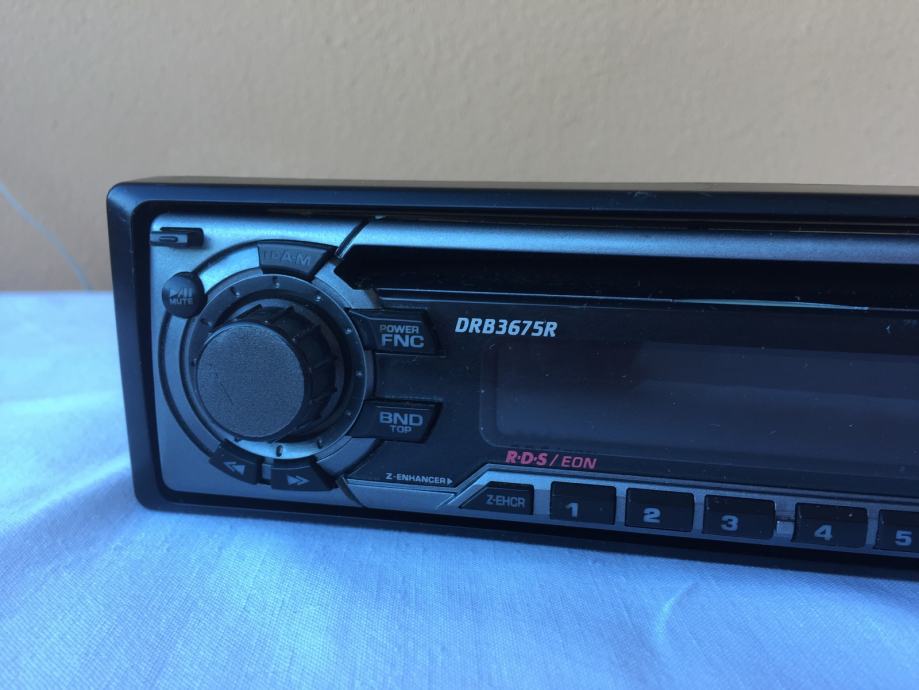 I-A-M
MUTE
POWER
FNC
DRB3675R
BND
TOP
R·D·S/EON
Z-ENHANCER
Z-EHCR
1
2
3
4
5